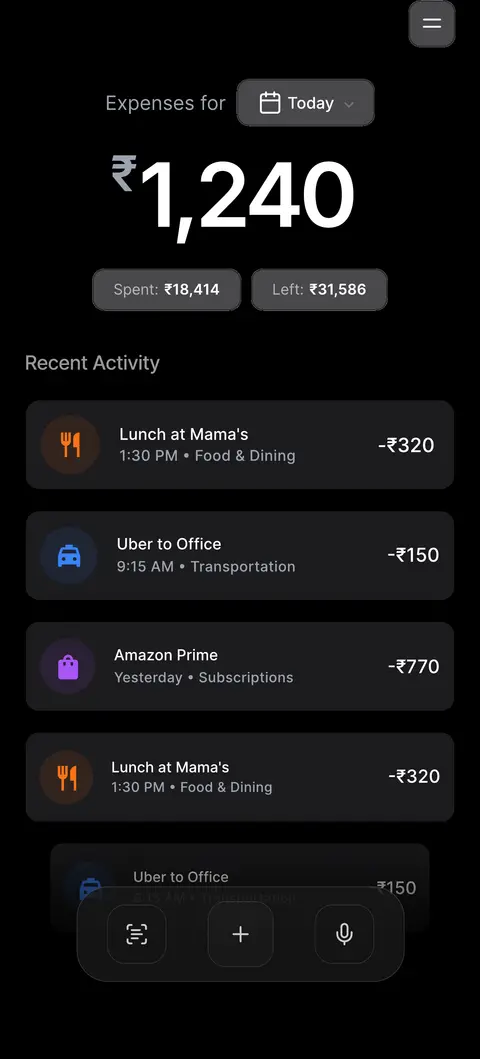 Expenses for Today
₹1,240
Spent: ₹18,414 Left: ₹31,586
Recent Activity
Lunch at Mama's
1:30 PM • Food & Dining
-₹320
Uber to Office
9:15 AM • Transportation
-₹150
Amazon Prime
Yesterday • Subscriptions
-₹770
Lunch at Mama's
1:30 PM • Food & Dining
-₹320
Uber to Office
AM • Transportation
-₹150